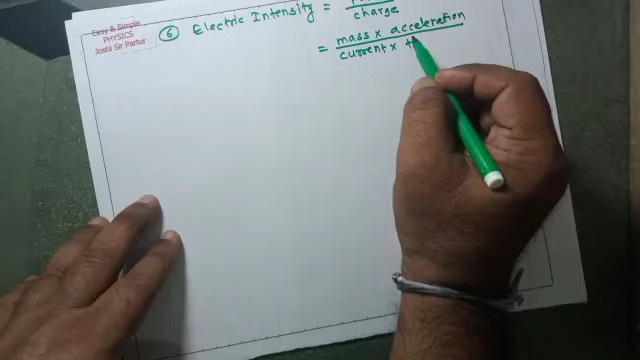 Easy & Simple
PHYSICS
Joshi Sir Partur
6 Electric Intensity =
charge
= mass × acceleration
current × t